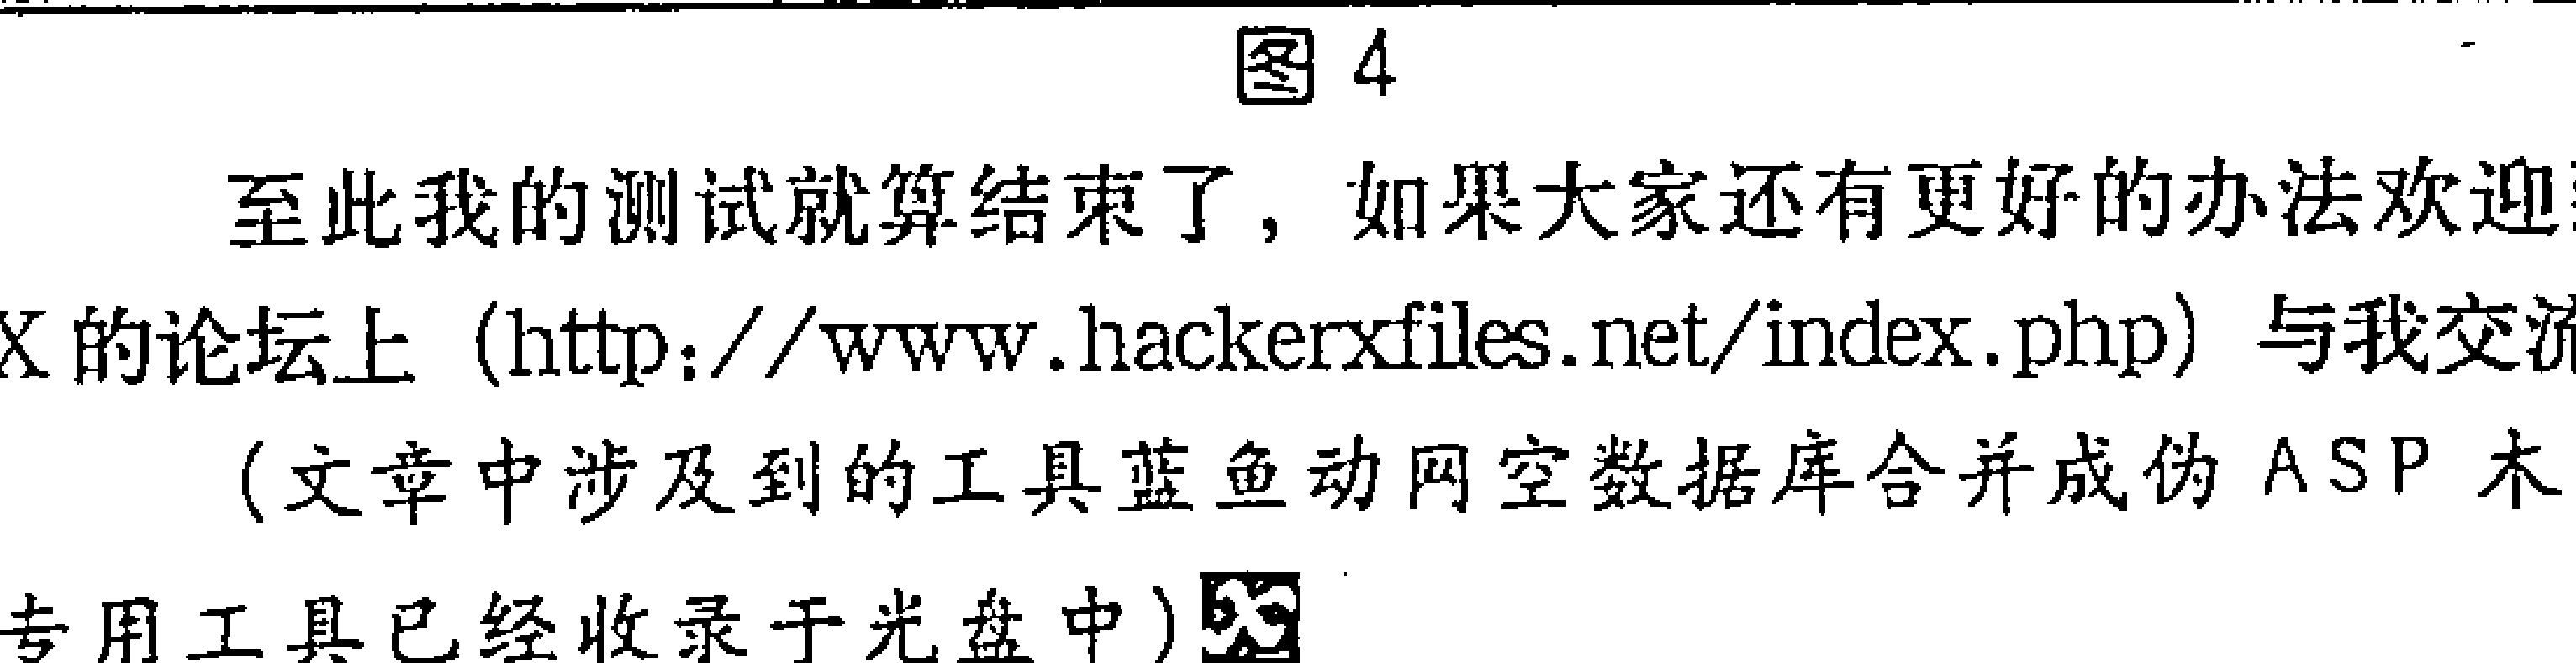 图 4
至此我的测试就算结束了，如果大家还有更好的办法欢迎
X 的论坛上（http://www.hackerxfiles.net/index.php）与我交流
（文章中涉及到的工具蓝鱼动网空数据库合并成伪 ASP 木
专用工具已经收录于光盘中）